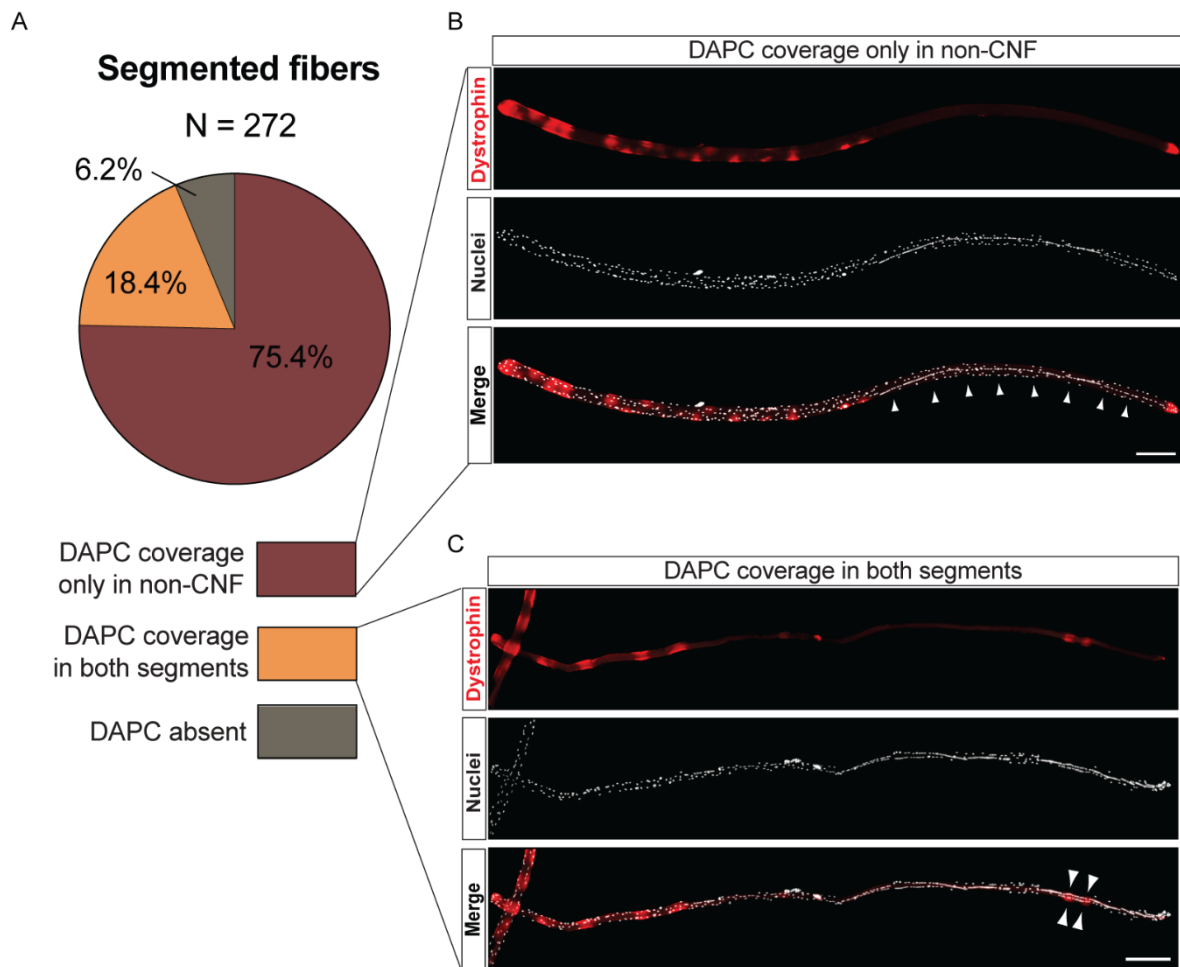 A
Segmented fibers
N = 272
6.2%
18.4%
75.4%
DAPC coverage
only in non-CNF
DAPC coverage
in both segments
DAPC absent
B
DAPC coverage only in non-CNF
Dystrophin
Nuclei
Merge
C
DAPC coverage in both segments
Dystrophin
Nuclei
Merge